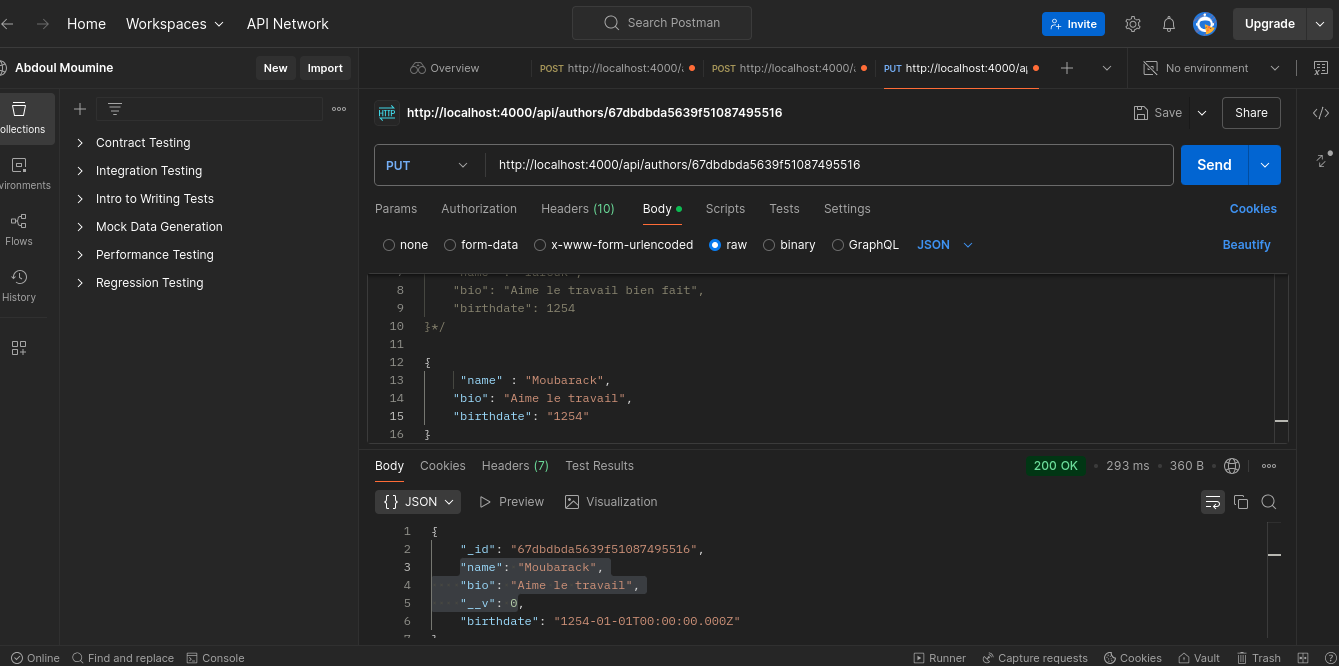 Home Workspaces API Network Search Postman Invite Upgrade
Abdoul Moumine New Import Overview POST http://localhost:4000/ POST http://localhost:4000/ PUT http://localhost:4000/a No environment
http://localhost:4000/api/authors/67dbdbda5639f51087495516 Save Share
ollections
vironments
Flows
History
Contract Testing
Integration Testing
Intro to Writing Tests
Mock Data Generation
Performance Testing
Regression Testing
HTTP
PUT http://localhost:4000/api/authors/67dbdbda5639f51087495516 Send
Params Authorization Headers (10) Body Scripts Tests Settings Cookies
none form-data x-www-form-urlencoded raw binary GraphQL JSON Beautify
8 "bio": "Aime le travail bien fait",
9 "birthdate": 1254
10 }*/
11
12 {
13 "name" : "Moubarack",
14 "bio": "Aime le travail",
15 "birthdate": "1254"
16 }
Body Cookies Headers (7) Test Results 200 OK • 293 ms • 360 B
{} JSON Preview Visualization
1 {
2 "_id": "67dbdbda5639f51087495516",
3 "name": "Moubarack",
4 "bio": "Aime le travail",
5 "__v": 0,
6 "birthdate": "1254-01-01T00:00:00.000Z"
Online Find and replace Console Runner Capture requests Cookies Vault Trash